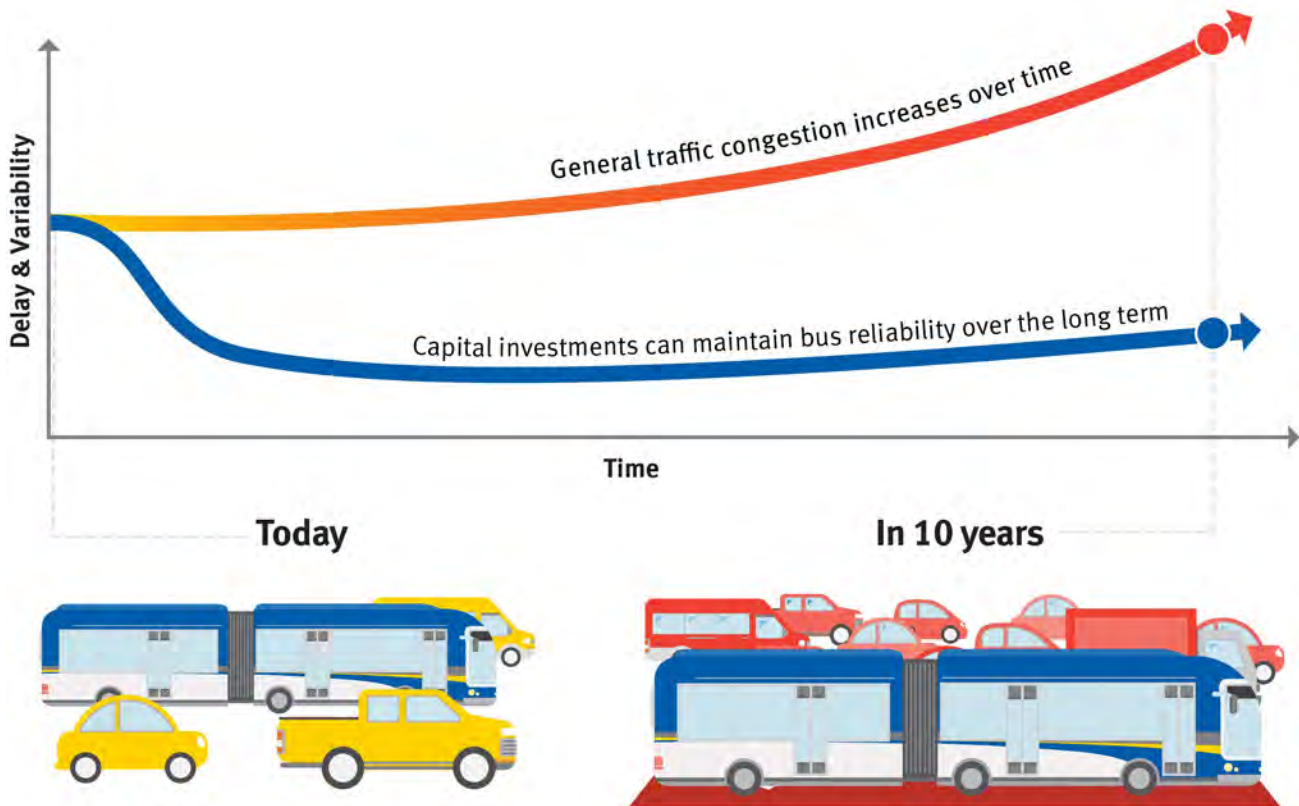 General traffic congestion increases over time
Delay & Variability
Capital investments can maintain bus reliability over the long term
Time
Today
In 10 years